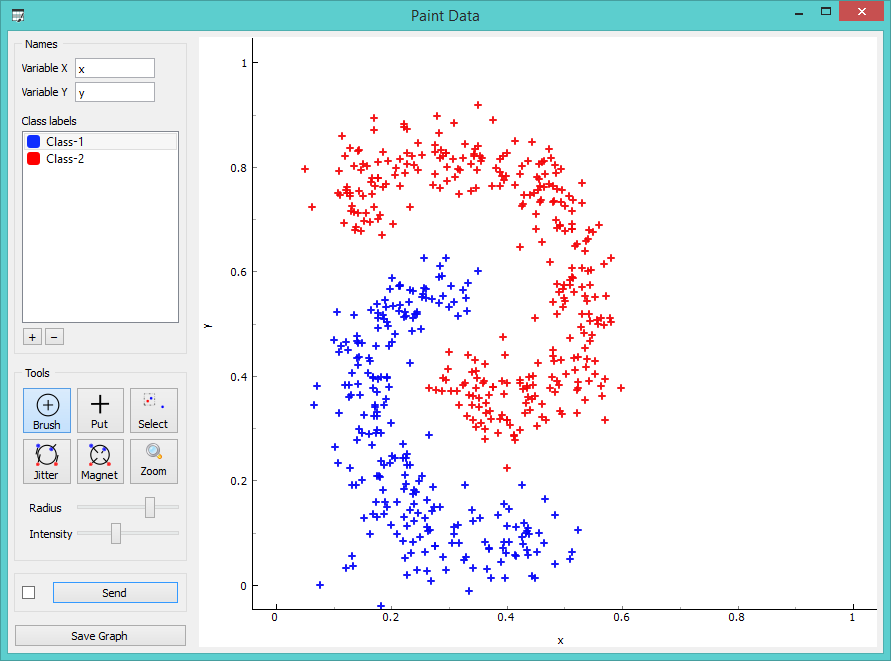 Paint Data
Names
Variable X x
Variable Y y
Class labels
Class-1
Class-2
+ −
Tools
Brush Put Select
Jitter Magnet Zoom
Radius
Intensity
Send
Save Graph
1
0.8
0.6
0.4
0.2
0
y
0 0.2 0.4 0.6 0.8 1
x